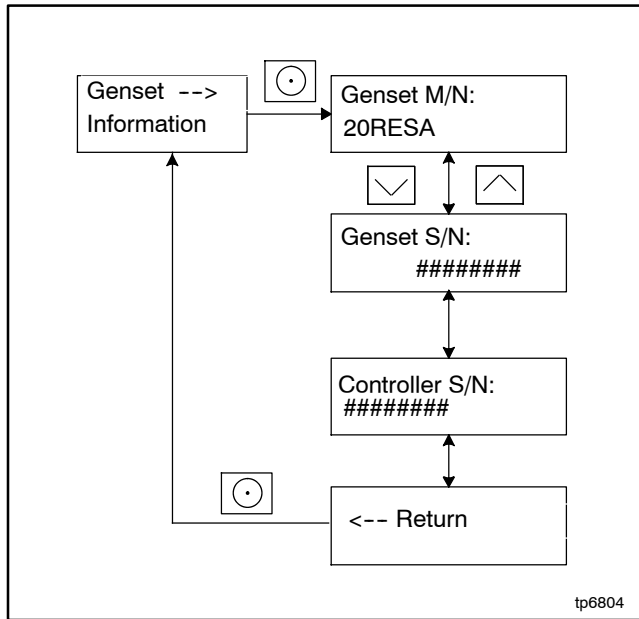 Genset -->
Information
Genset M/N:
20RESA
Genset S/N:
########
Controller S/N:
########
<-- Return
tp6804